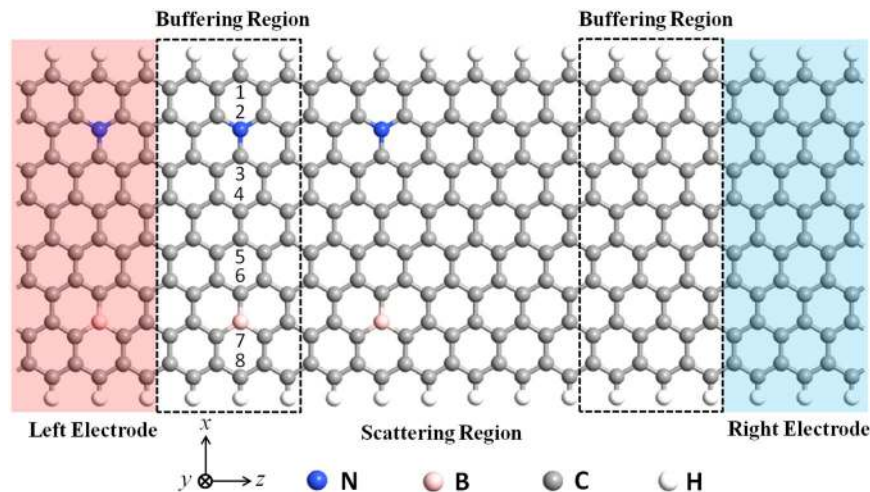 Buffering Region
Buffering Region
1
2
3
4
5
6
7
8
Left Electrode
Scattering Region
Right Electrode
x
y
z
N
B
C
H